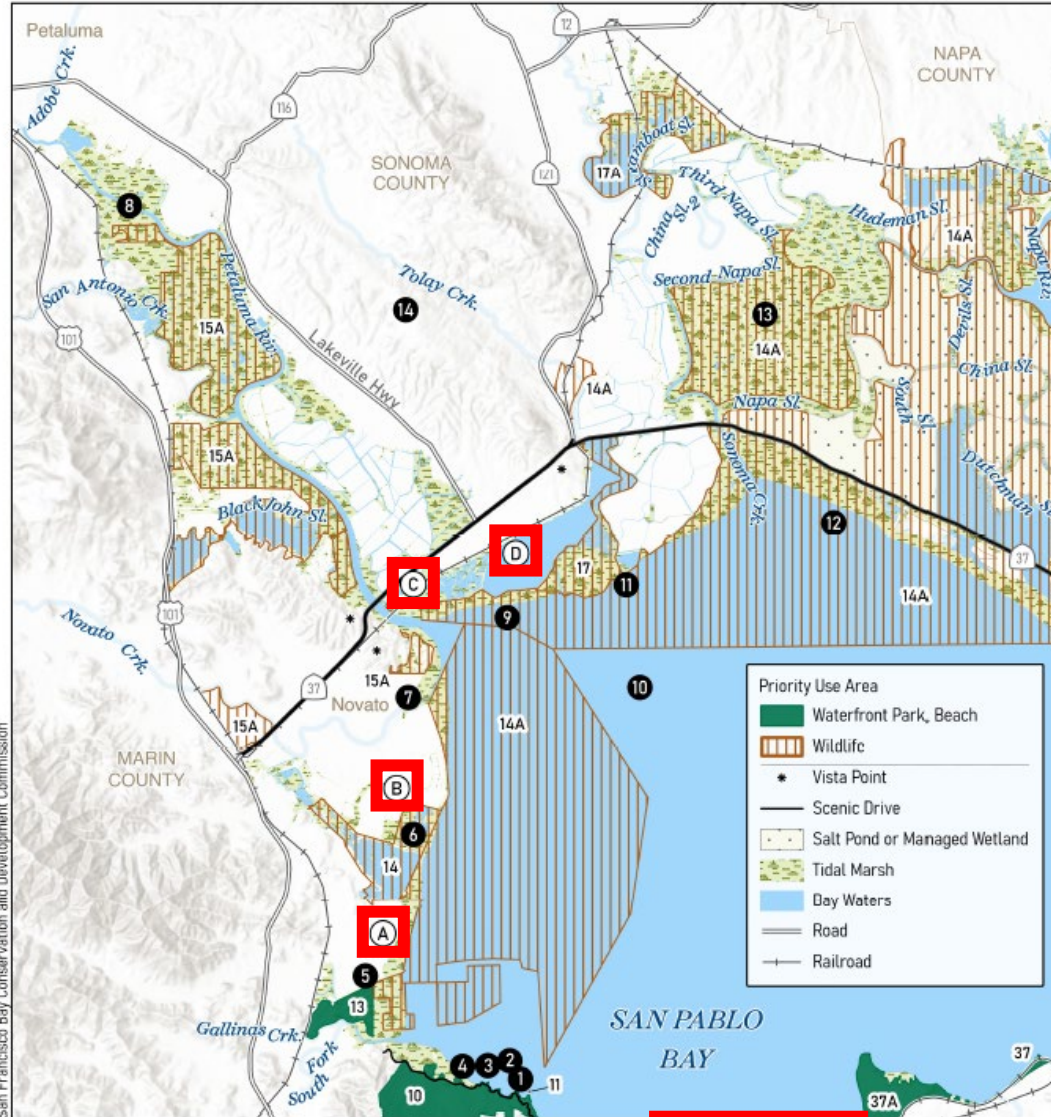 Petaluma
Adobe Crk.
116
12
NAPA
COUNTY
SONOMA
COUNTY
121
17A
Steamboat Sl.
China
Sl. 2
Third Napa Sl.
Hudeman Sl.
14A
Napa Riv.
8
Petaluma Riv.
San Antonio Crk.
101
15A
Tolay Crk.
14
Lakeville Hwy
Second Napa Sl.
13
14A
Devils Sl.
China Sl.
South
Sl.
14A
Napa Sl.
15A
Black John Sl.
Sonoma Crk.
Dutchman
Sl.
12
37
D
C
17
11
14A
9
Novato
Crk.
101
37
15A
7
Novato
10
14A
15A
MARIN
COUNTY
B
6
14
A
5
13
Gallinas Crk.
South
Fork
4
3
2
1
11
10
SAN PABLO
BAY
37
37A
Priority Use Area
Waterfront Park, Beach
Wildlife
Vista Point
Scenic Drive
Salt Pond or Managed Wetland
Tidal Marsh
Bay Waters
Road
Railroad
San Francisco Bay Conservation and Development Commission